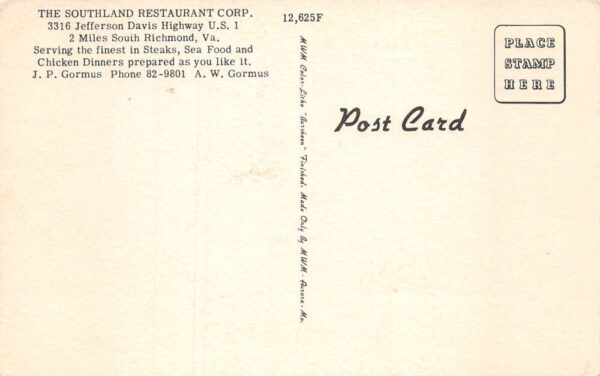 THE SOUTHLAND RESTAURANT CORP.
3316 Jefferson Davis Highway U.S. 1
2 Miles South Richmond, Va.
Serving the finest in Steaks, Sea Food and
Chicken Dinners prepared as you like it.
J. P. Gormus Phone 82-9801 A. W. Gormus
12,625F
MWM Color-Litho "Aursheen" Finished, Made Only By MWM - Aurora, Mo.
Post Card
PLACE
STAMP
HERE